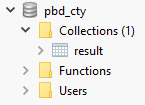 pbd_cty
Collections (1)
result
Functions
Users